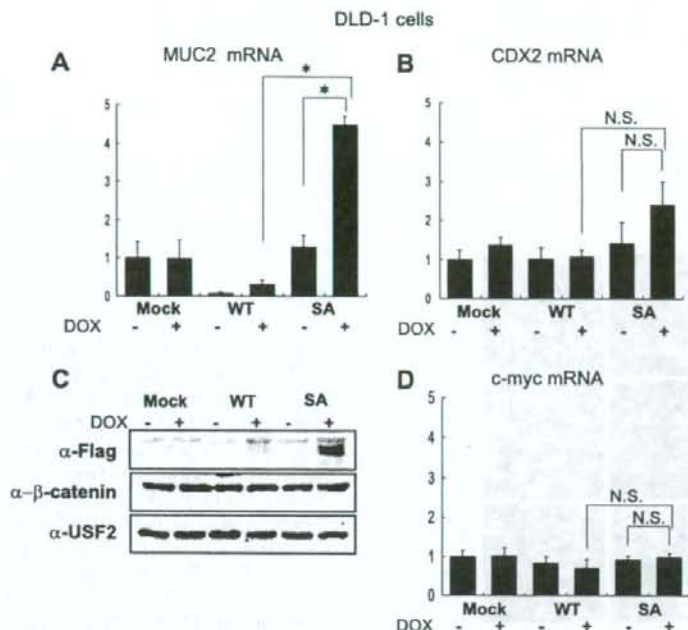 DLD-1 cells
A
MUC2 mRNA
*
*
5
4
3
2
1
0
Mock WT SA
DOX - + - + - +
B
CDX2 mRNA
N.S.
N.S.
5
4
3
2
1
0
Mock WT SA
DOX - + - + - +
C
Mock WT SA
DOX - + - + - +
α-Flag
α-β-catenin
α-USF2
D
c-myc mRNA
N.S.
N.S.
5
4
3
2
1
0
Mock WT SA
DOX - + - + - +